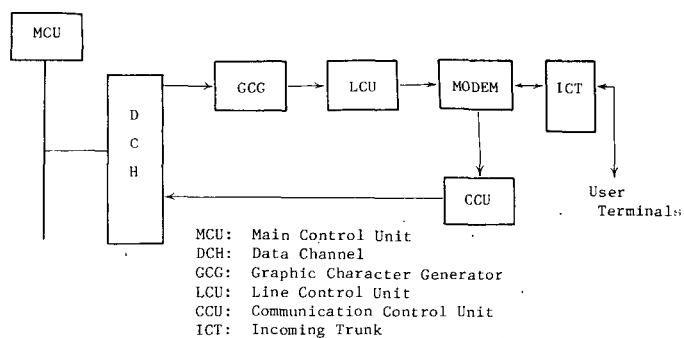 MCU
D
C
H
GCG
LCU
MODEM
ICT
CCU
User
Terminals
MCU: Main Control Unit
DCH: Data Channel
GCG: Graphic Character Generator
LCU: Line Control Unit
CCU: Communication Control Unit
ICT: Incoming Trunk